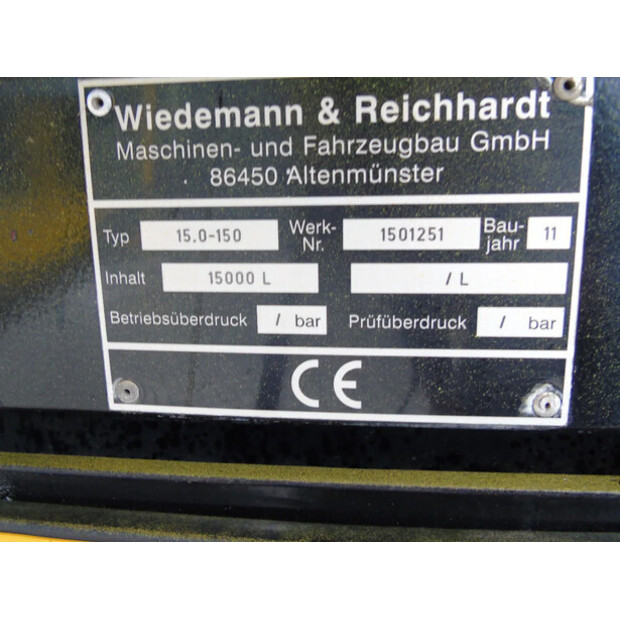 Wiedemann & Reichhardt
Maschinen- und Fahrzeugbau GmbH
86450 Altenmünster
Typ 15.0-150 Werk-Nr. 1501251 Bau-jahr 11
Inhalt 15000 L / L
Betriebsüberdruck / bar Prüfüberdruck / bar
CE